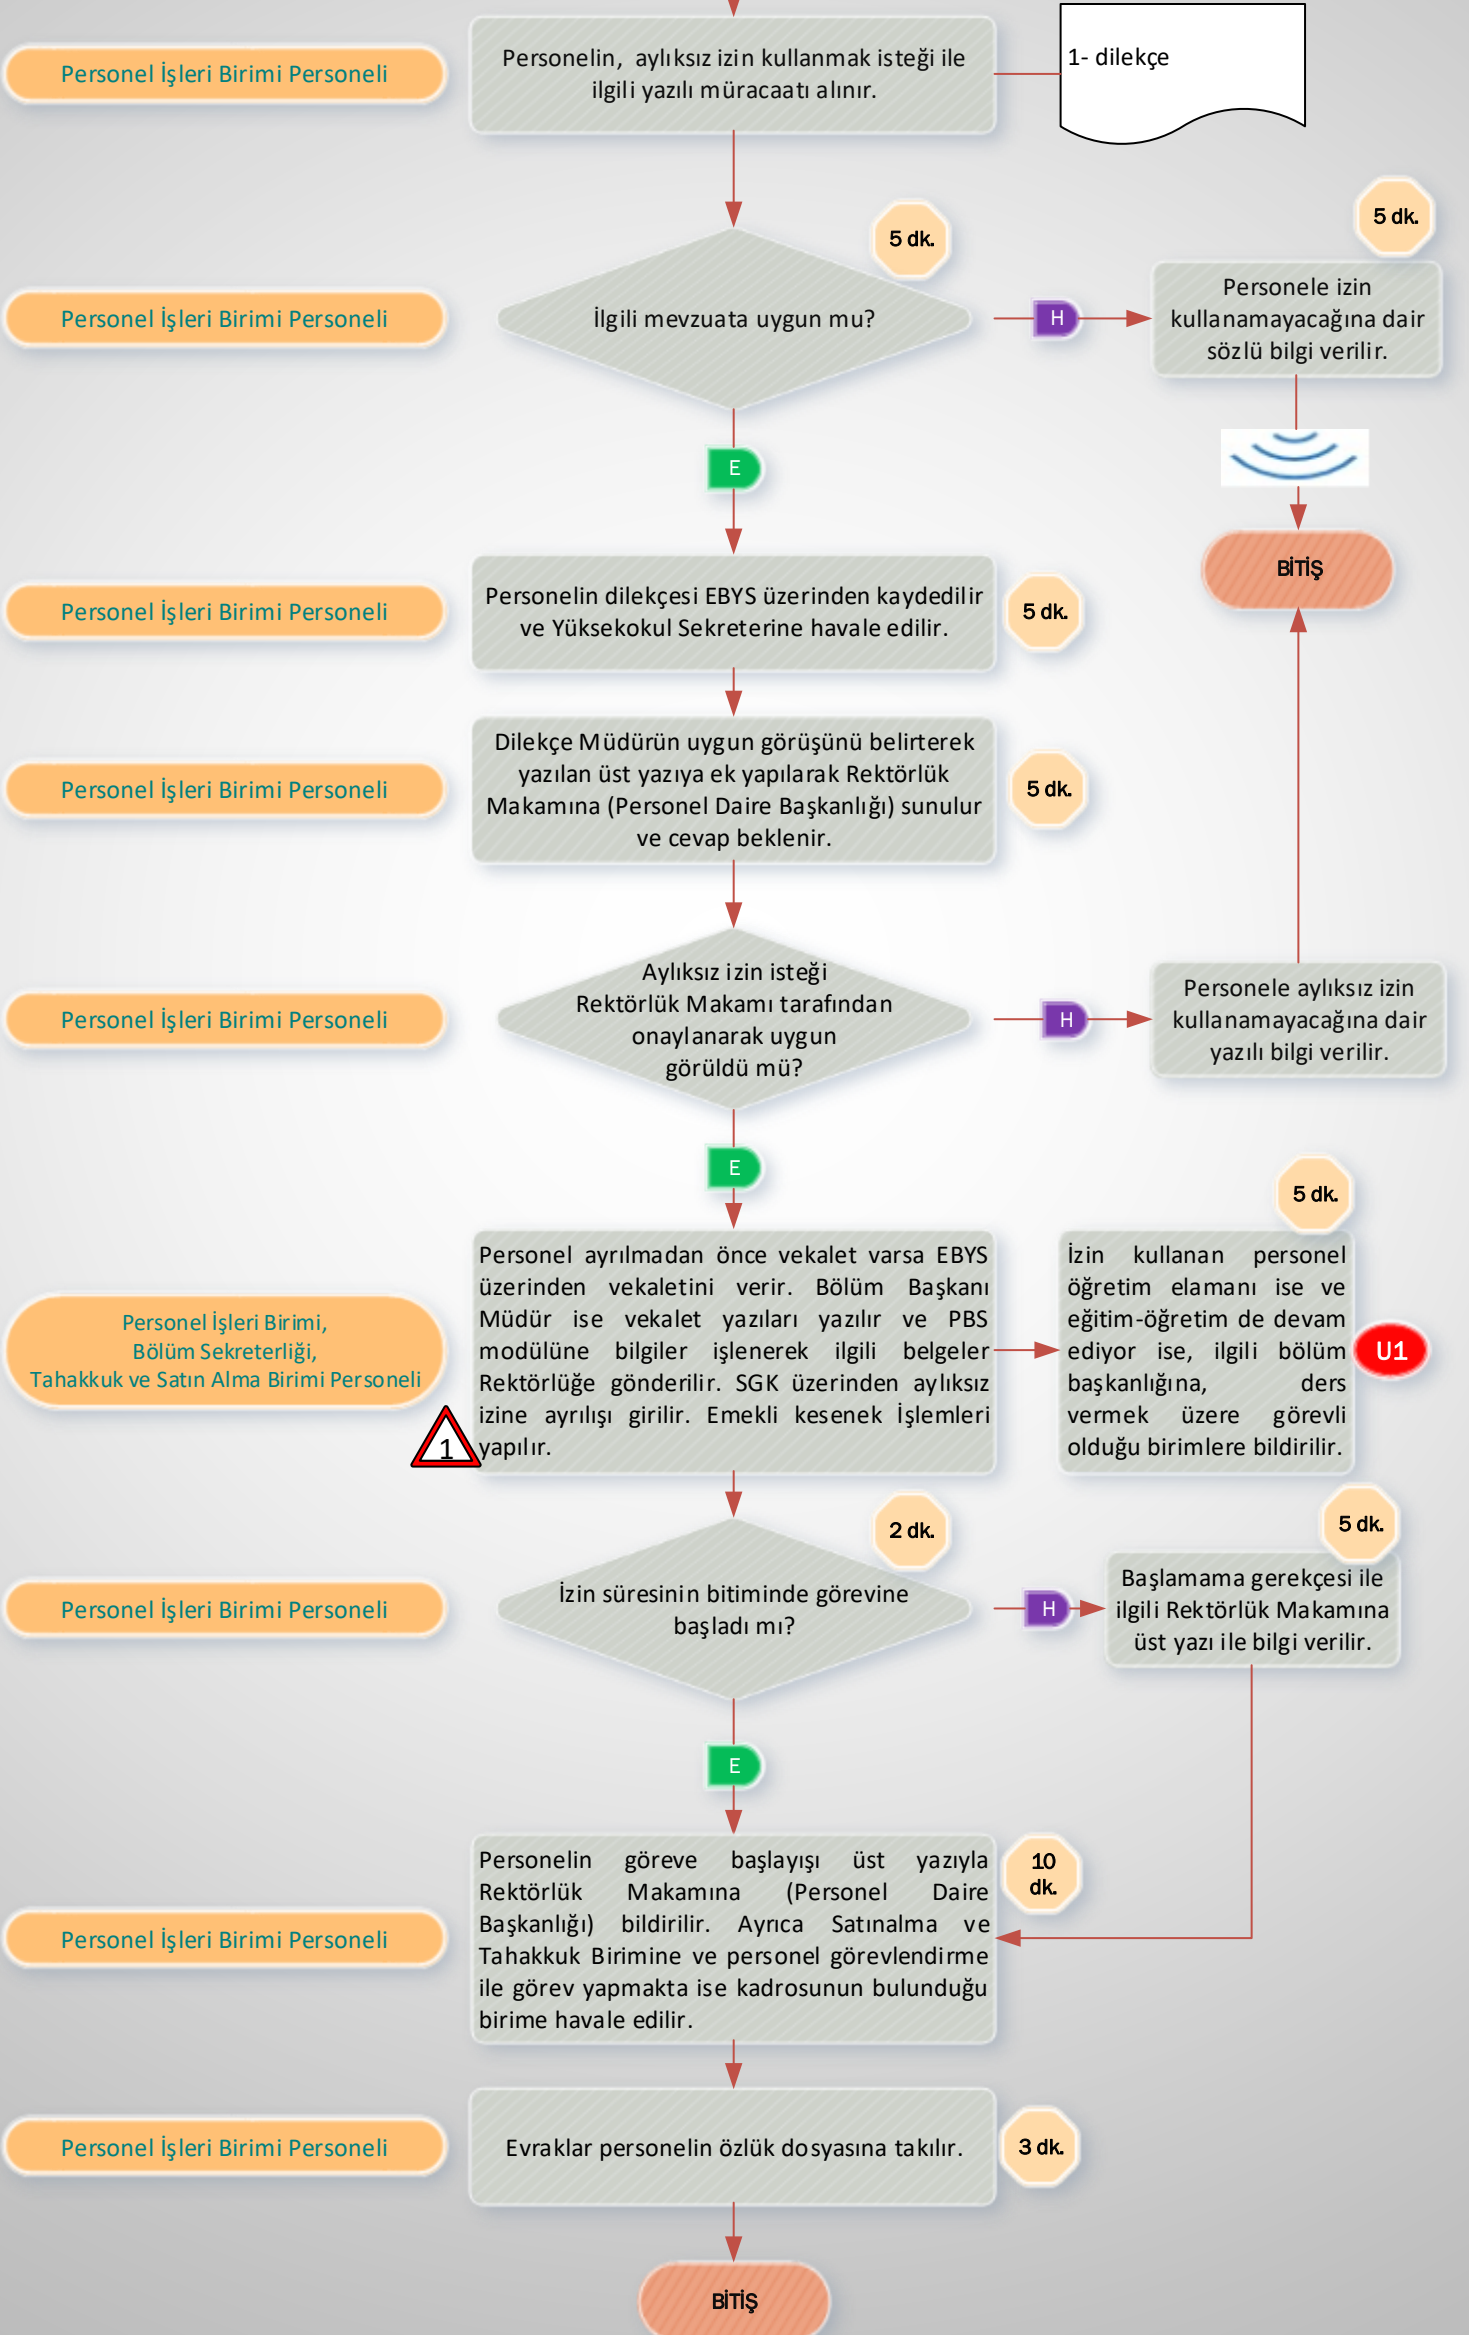 Personel İşleri Birimi Personeli
Personelin, aylıksız izin kullanmak isteği ile
ilgili yazılı müracaatı alınır.
1- dilekçe
5 dk.
5 dk.
Personel İşleri Birimi Personeli
İlgili mevzuata uygun mu?
H
Personele izin
kullanamayacağına dair
sözlü bilgi verilir.
E
BİTİŞ
Personel İşleri Birimi Personeli
Personelin dilekçesi EBYS üzerinden kaydedilir
ve Yüksekokul Sekreterine havale edilir.
5 dk.
Personel İşleri Birimi Personeli
Dilekçe Müdürün uygun görüşünü belirterek
yazılan üst yazıya ek yapılarak Rektörlük
Makamına (Personel Daire Başkanlığı) sunulur
ve cevap beklenir.
5 dk.
Personel İşleri Birimi Personeli
Aylıksız izin isteği
Rektörlük Makamı tarafından
onaylanarak uygun
görüldü mü?
H
Personele aylıksız izin
kullanamayacağına dair
yazılı bilgi verilir.
E
5 dk.
Personel İşleri Birimi,
Bölüm Sekreterliği,
Tahakkuk ve Satın Alma Birimi Personeli
1
Personel ayrılmadan önce vekalet varsa EBYS
üzerinden vekaletini verir. Bölüm Başkanı
Müdür ise vekalet yazıları yazılır ve PBS
modülüne bilgiler işlenerek ilgili belgeler
Rektörlüğe gönderilir. SGK üzerinden aylıksız
izine ayrılışı girilir. Emekli kesenek İşlemleri
yapılır.
İzin kullanan personel
öğretim elamanı ise ve
eğitim-öğretim de devam
ediyor ise, ilgili bölüm
başkanlığına, ders
vermek üzere görevli
olduğu birimlere bildirilir.
U1
2 dk.
5 dk.
Personel İşleri Birimi Personeli
İzin süresinin bitiminde görevine
başladı mı?
H
Başlamama gerekçesi ile
ilgili Rektörlük Makamına
üst yazı ile bilgi verilir.
E
Personel İşleri Birimi Personeli
Personelin göreve başlayışı üst yazıyla
Rektörlük Makamına (Personel Daire
Başkanlığı) bildirilir. Ayrıca Satınalma ve
Tahakkuk Birimine ve personel görevlendirme
ile görev yapmakta ise kadrosunun bulunduğu
birime havale edilir.
10
dk.
Personel İşleri Birimi Personeli
Evraklar personelin özlük dosyasına takılır.
3 dk.
BİTİŞ